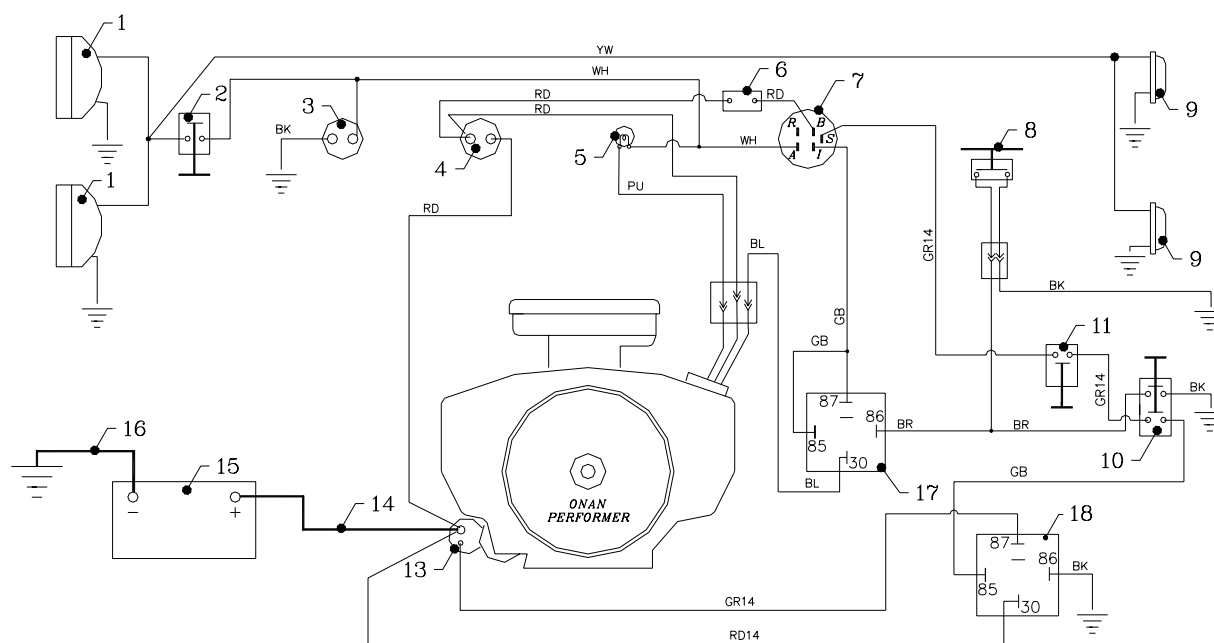 1
YW
WH
2
3
BK
RD
RD
4
5
PU
6
RD
7
R B
S
A I
WH
8
9
1
RD
BL
GR14
BK
9
GB
GB
11
GR14
BK
87
86
85
30
BR
BR
10
BL
17
GB
16
15
- +
14
ONAN
PERFORMER
13
18
87
86
85
30
BK
GR14
RD14